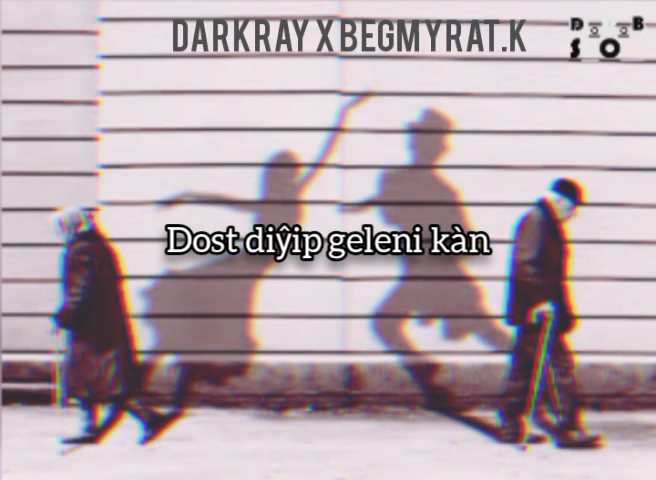 DARKRAY X BEGMYRAT.K
D O O B
S O
Dost diŷip geleni kàn